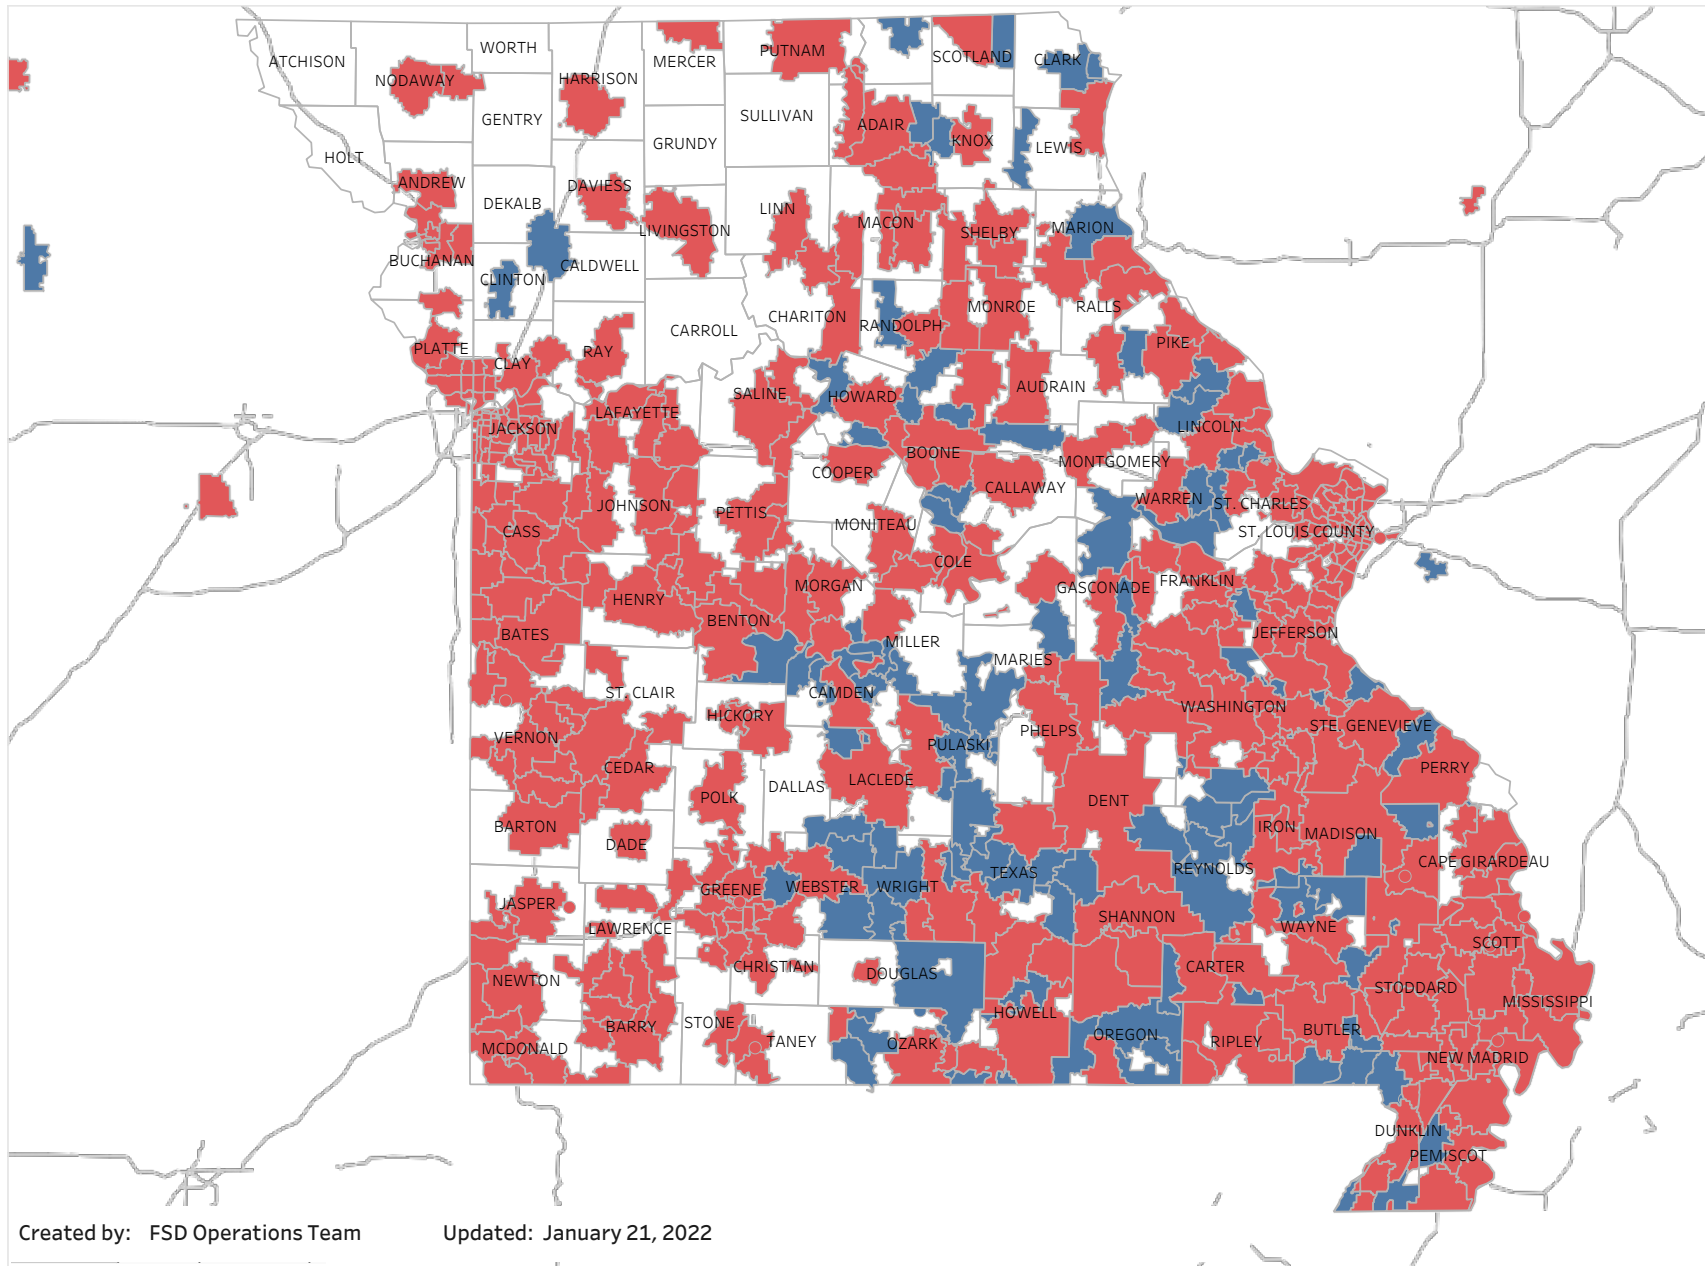 ATCHISON
WORTH
NODAWAY
HARRISON
MERCER
PUTNAM
SCOTLAND
CLARK
GENTRY
SULLIVAN
ADAIR
KNOX
LEWIS
HOLT
GRUNDY
ANDREW
DEKALB
DAVIESS
LIVINGSTON
LINN
MACON
SHELBY
MARION
BUCHANAN
CLINTON
CALDWELL
CHARITON
RANDOLPH
MONROE
RALLS
PLATTE
CLAY
RAY
CARROLL
PIKE
SALINE
HOWARD
AUDRAIN
LAFAYETTE
JACKSON
LINCOLN
COOPER
BOONE
MONTGOMERY
CALLAWAY
WARREN
ST. CHARLES
CASS
JOHNSON
PETTIS
MONITEAU
ST. LOUIS COUNTY
COLE
MORGAN
GASCONADE
FRANKLIN
HENRY
BENTON
BATES
MILLER
JEFFERSON
MARIES
ST. CLAIR
CAMDEN
WASHINGTON
HICKORY
STE. GENEVIEVE
VERNON
PULASKI
PHELPS
CEDAR
PERRY
POLK
DALLAS
LACLEDE
DENT
BARTON
IRON
MADISON
DADE
REYNOLDS
CAPE GIRARDEAU
GREENE
WEBSTER
WRIGHT
TEXAS
JASPER
LAWRENCE
SHANNON
WAYNE
SCOTT
NEWTON
CHRISTIAN
DOUGLAS
CARTER
STODDARD
MISSISSIPPI
BARRY
STONE
HOWELL
OREGON
BUTLER
MCDONALD
TANEY
OZARK
RIPLEY
NEW MADRID
DUNKLIN
PEMISCOT
Created by: FSD Operations Team Updated: January 21, 2022